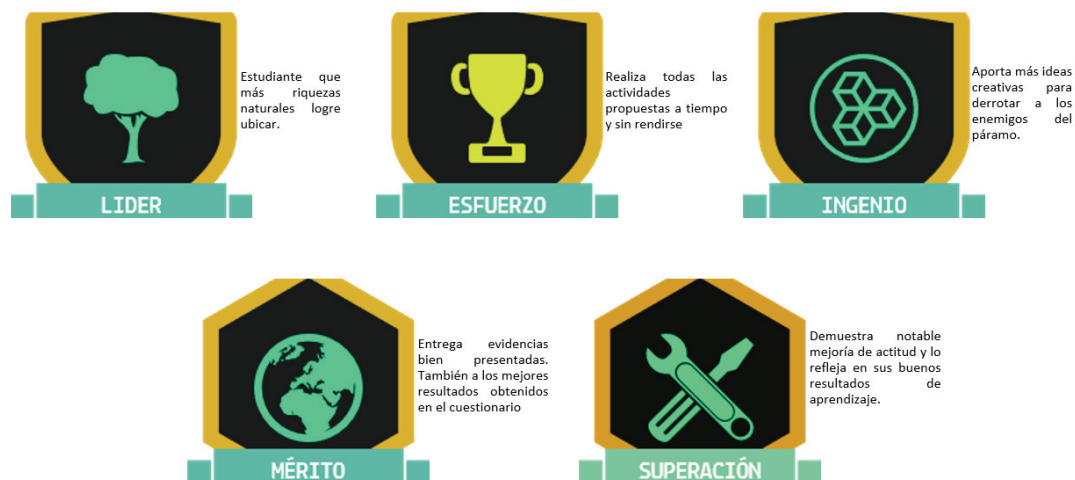 Estudiante que
más riquezas
naturales logre
ubicar.
LIDER
Realiza todas las
actividades
propuestas a tiempo
y sin rendirse
ESFUERZO
Aporta más ideas
creativas para
derrotar a los
enemigos del
páramo.
INGENIO
Entrega evidencias
bien presentadas.
También a los mejores
resultados obtenidos
en el cuestionario
MÉRITO
Demuestra notable
mejoría de actitud y lo
refleja en sus buenos
resultados de
aprendizaje.
SUPERACIÓN